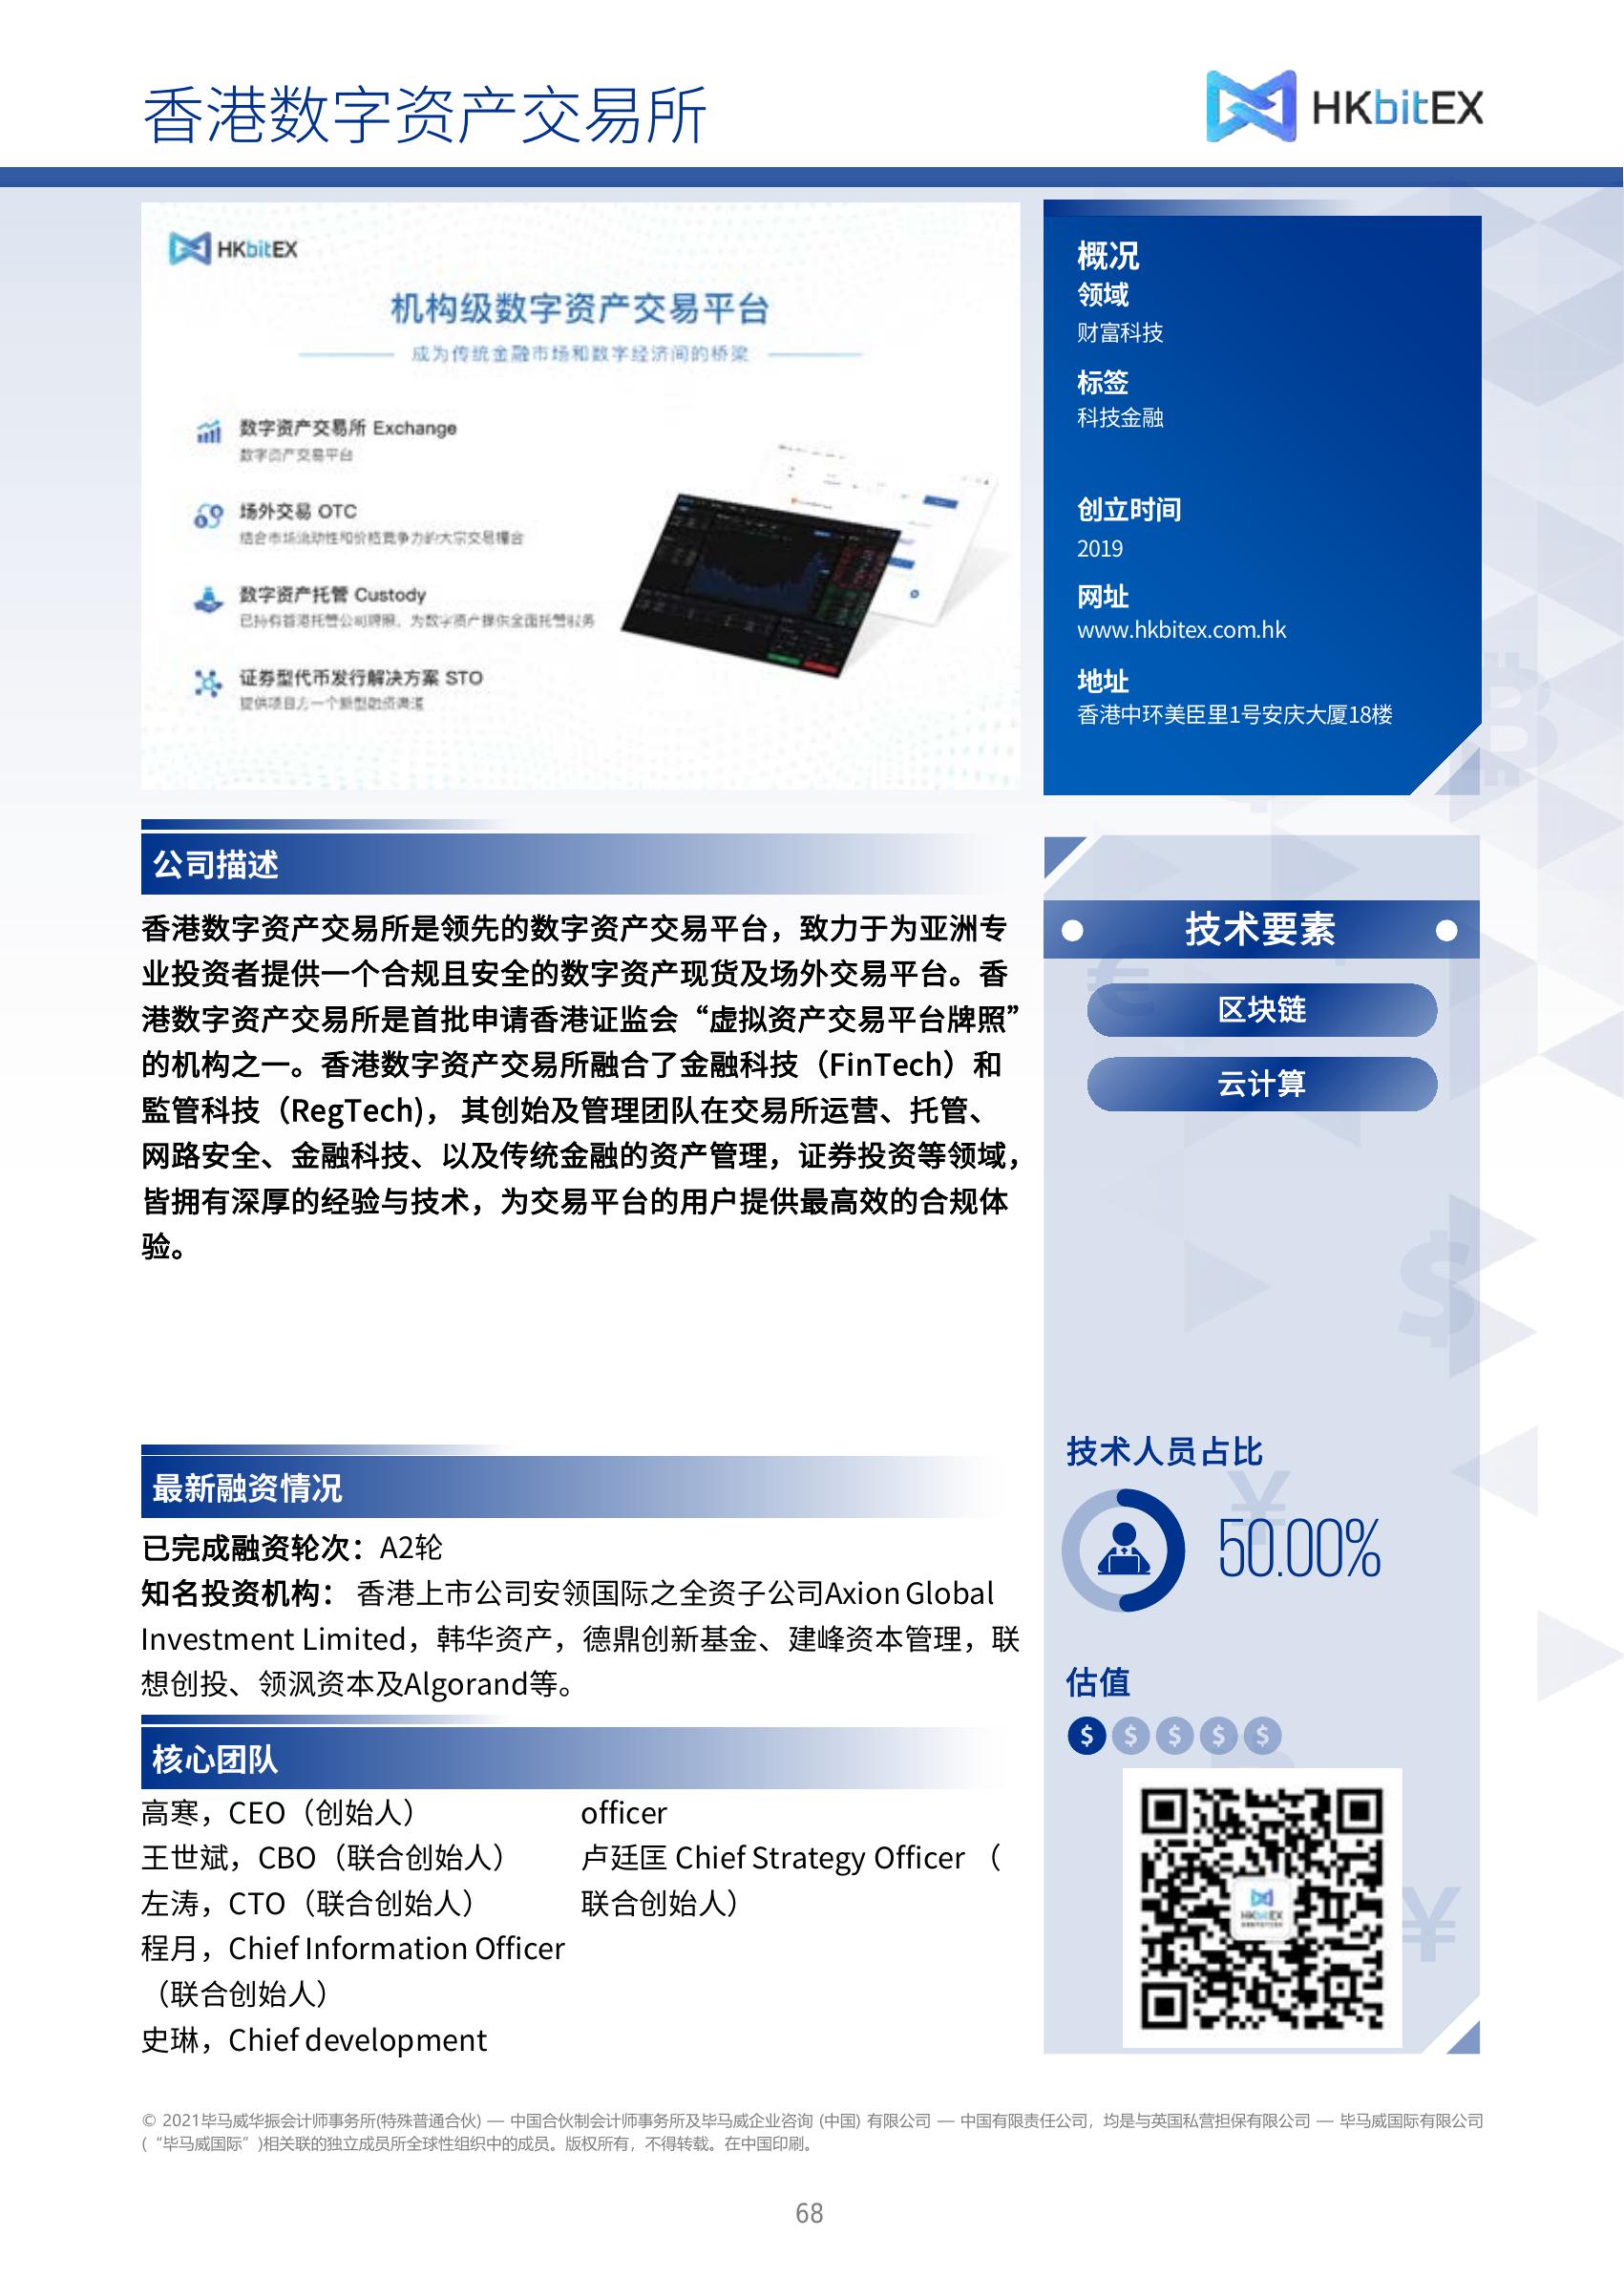 香港数字资产交易所
HKbitEX
HKbitEX
机构级数字资产交易平台
成为传统金融市场和数字经济间的桥梁
数字资产交易所 Exchange
数字资产交易平台
场外交易 OTC
结合市场流动性和价格竞争力的大宗交易撮合
数字资产托管 Custody
已持有香港托管公司牌照，为数字资产提供全面托管服务
证券型代币发行解决方案 STO
提供项目方一个新型融资渠道
概况
领域
财富科技
标签
科技金融
创立时间
2019
网址
www.hkbitex.com.hk
地址
香港中环美臣里1号安庆大厦18楼
公司描述
香港数字资产交易所是领先的数字资产交易平台，致力于为亚洲专
业投资者提供一个合规且安全的数字资产现货及场外交易平台。香
港数字资产交易所是首批申请香港证监会“虚拟资产交易平台牌照”
的机构之一。香港数字资产交易所融合了金融科技（FinTech）和
監管科技（RegTech)， 其创始及管理团队在交易所运营、托管、
网路安全、金融科技、以及传统金融的资产管理，证券投资等领域，
皆拥有深厚的经验与技术，为交易平台的用户提供最高效的合规体
验。
技术要素
区块链
云计算
最新融资情况
已完成融资轮次：A2轮
知名投资机构： 香港上市公司安领国际之全资子公司Axion Global
Investment Limited，韩华资产，德鼎创新基金、建峰资本管理，联
想创投、领沨资本及Algorand等。
核心团队
高寒，CEO（创始人）
王世斌，CBO（联合创始人）
左涛，CTO（联合创始人）
程月，Chief Information Officer
（联合创始人）
史琳，Chief development
officer
卢廷匡 Chief Strategy Officer （
联合创始人）
技术人员占比
50.00%
估值
$ $ $ $ $
HKbitEX
© 2021毕马威华振会计师事务所(特殊普通合伙) — 中国合伙制会计师事务所及毕马威企业咨询 (中国) 有限公司 — 中国有限责任公司，均是与英国私营担保有限公司 — 毕马威国际有限公司
(“毕马威国际”)相关联的独立成员所全球性组织中的成员。版权所有，不得转载。在中国印刷。
68